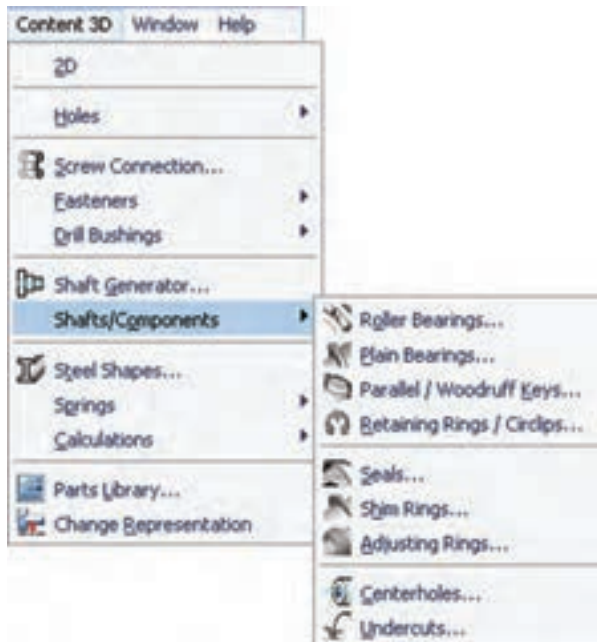 Content 3D Window Help
2D
Holes
Screw Connection...
Fasteners
Drill Bushings
Shaft Generator...
Shafts/Components
Steel Shapes...
Springs
Calculations
Parts Library...
Change Representation
Roller Bearings...
Plain Bearings...
Parallel / Woodruff Keys...
Retaining Rings / Circlips...
Seals...
Shim Rings...
Adjusting Rings...
Centerholes...
Undercuts...